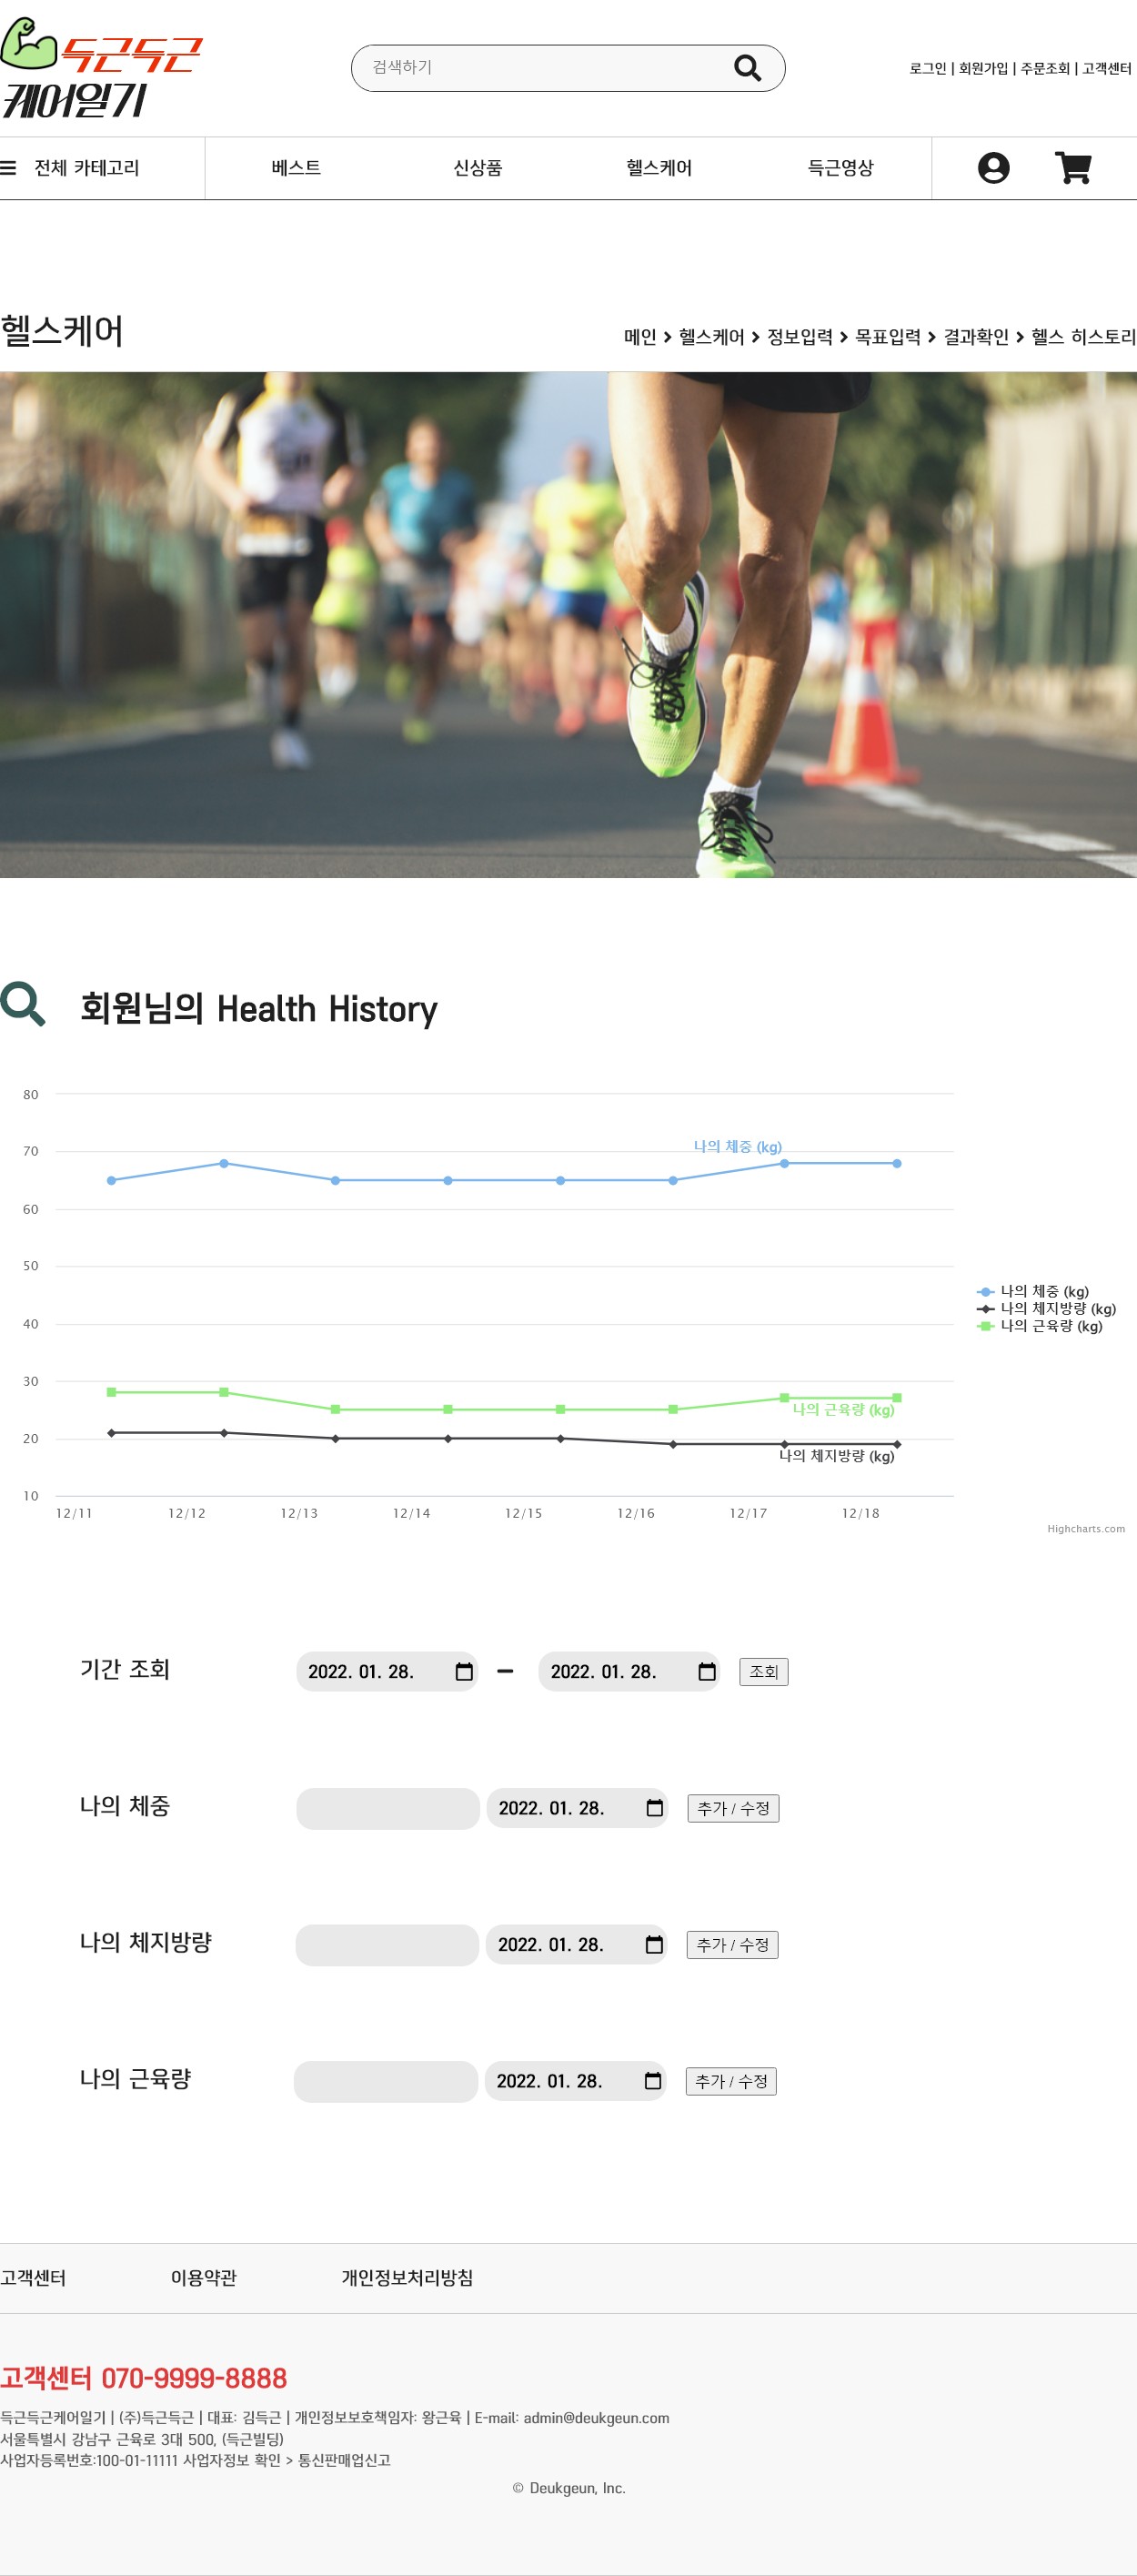 득근득근
케어일기
검색하기
로그인 | 회원가입 | 주문조회 | 고객센터
전체 카테고리
베스트
신상품
헬스케어
득근영상
헬스케어
메인 > 헬스케어 > 정보입력 > 목표입력 > 결과확인 > 헬스 히스토리
회원님의 Health History
80
70
나의 체중 (kg)
60
50
나의 체중 (kg)
나의 체지방량 (kg)
나의 근육량 (kg)
40
30
나의 근육량 (kg)
20
나의 체지방량 (kg)
10
12/11 12/12 12/13 12/14 12/15 12/16 12/17 12/18
Highcharts.com
기간 조회 2022. 01. 28. - 2022. 01. 28. 조회
나의 체중 2022. 01. 28. 추가 / 수정
나의 체지방량 2022. 01. 28. 추가 / 수정
나의 근육량 2022. 01. 28. 추가 / 수정
고객센터 이용약관 개인정보처리방침
고객센터 070-9999-8888
득근득근케어일기 | (주)득근득근 | 대표: 김득근 | 개인정보보호책임자: 왕근육 | E-mail: admin@deukgeun.com
서울특별시 강남구 근육로 3대 500, (득근빌딩)
사업자등록번호:100-01-11111 사업자정보 확인 > 통신판매업신고
© Deukgeun, Inc.